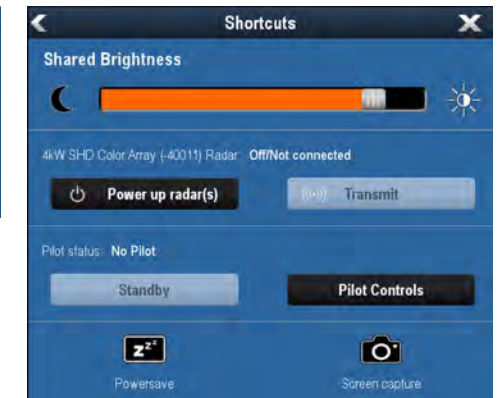 Shortcuts
Shared Brightness
4kW SHD Color Array (-40011) Radar: Off/Not connected
Power up radar(s)
Transmit
Pilot status: No Pilot
Standby
Pilot Controls
zzz
Powersave
Screen capture